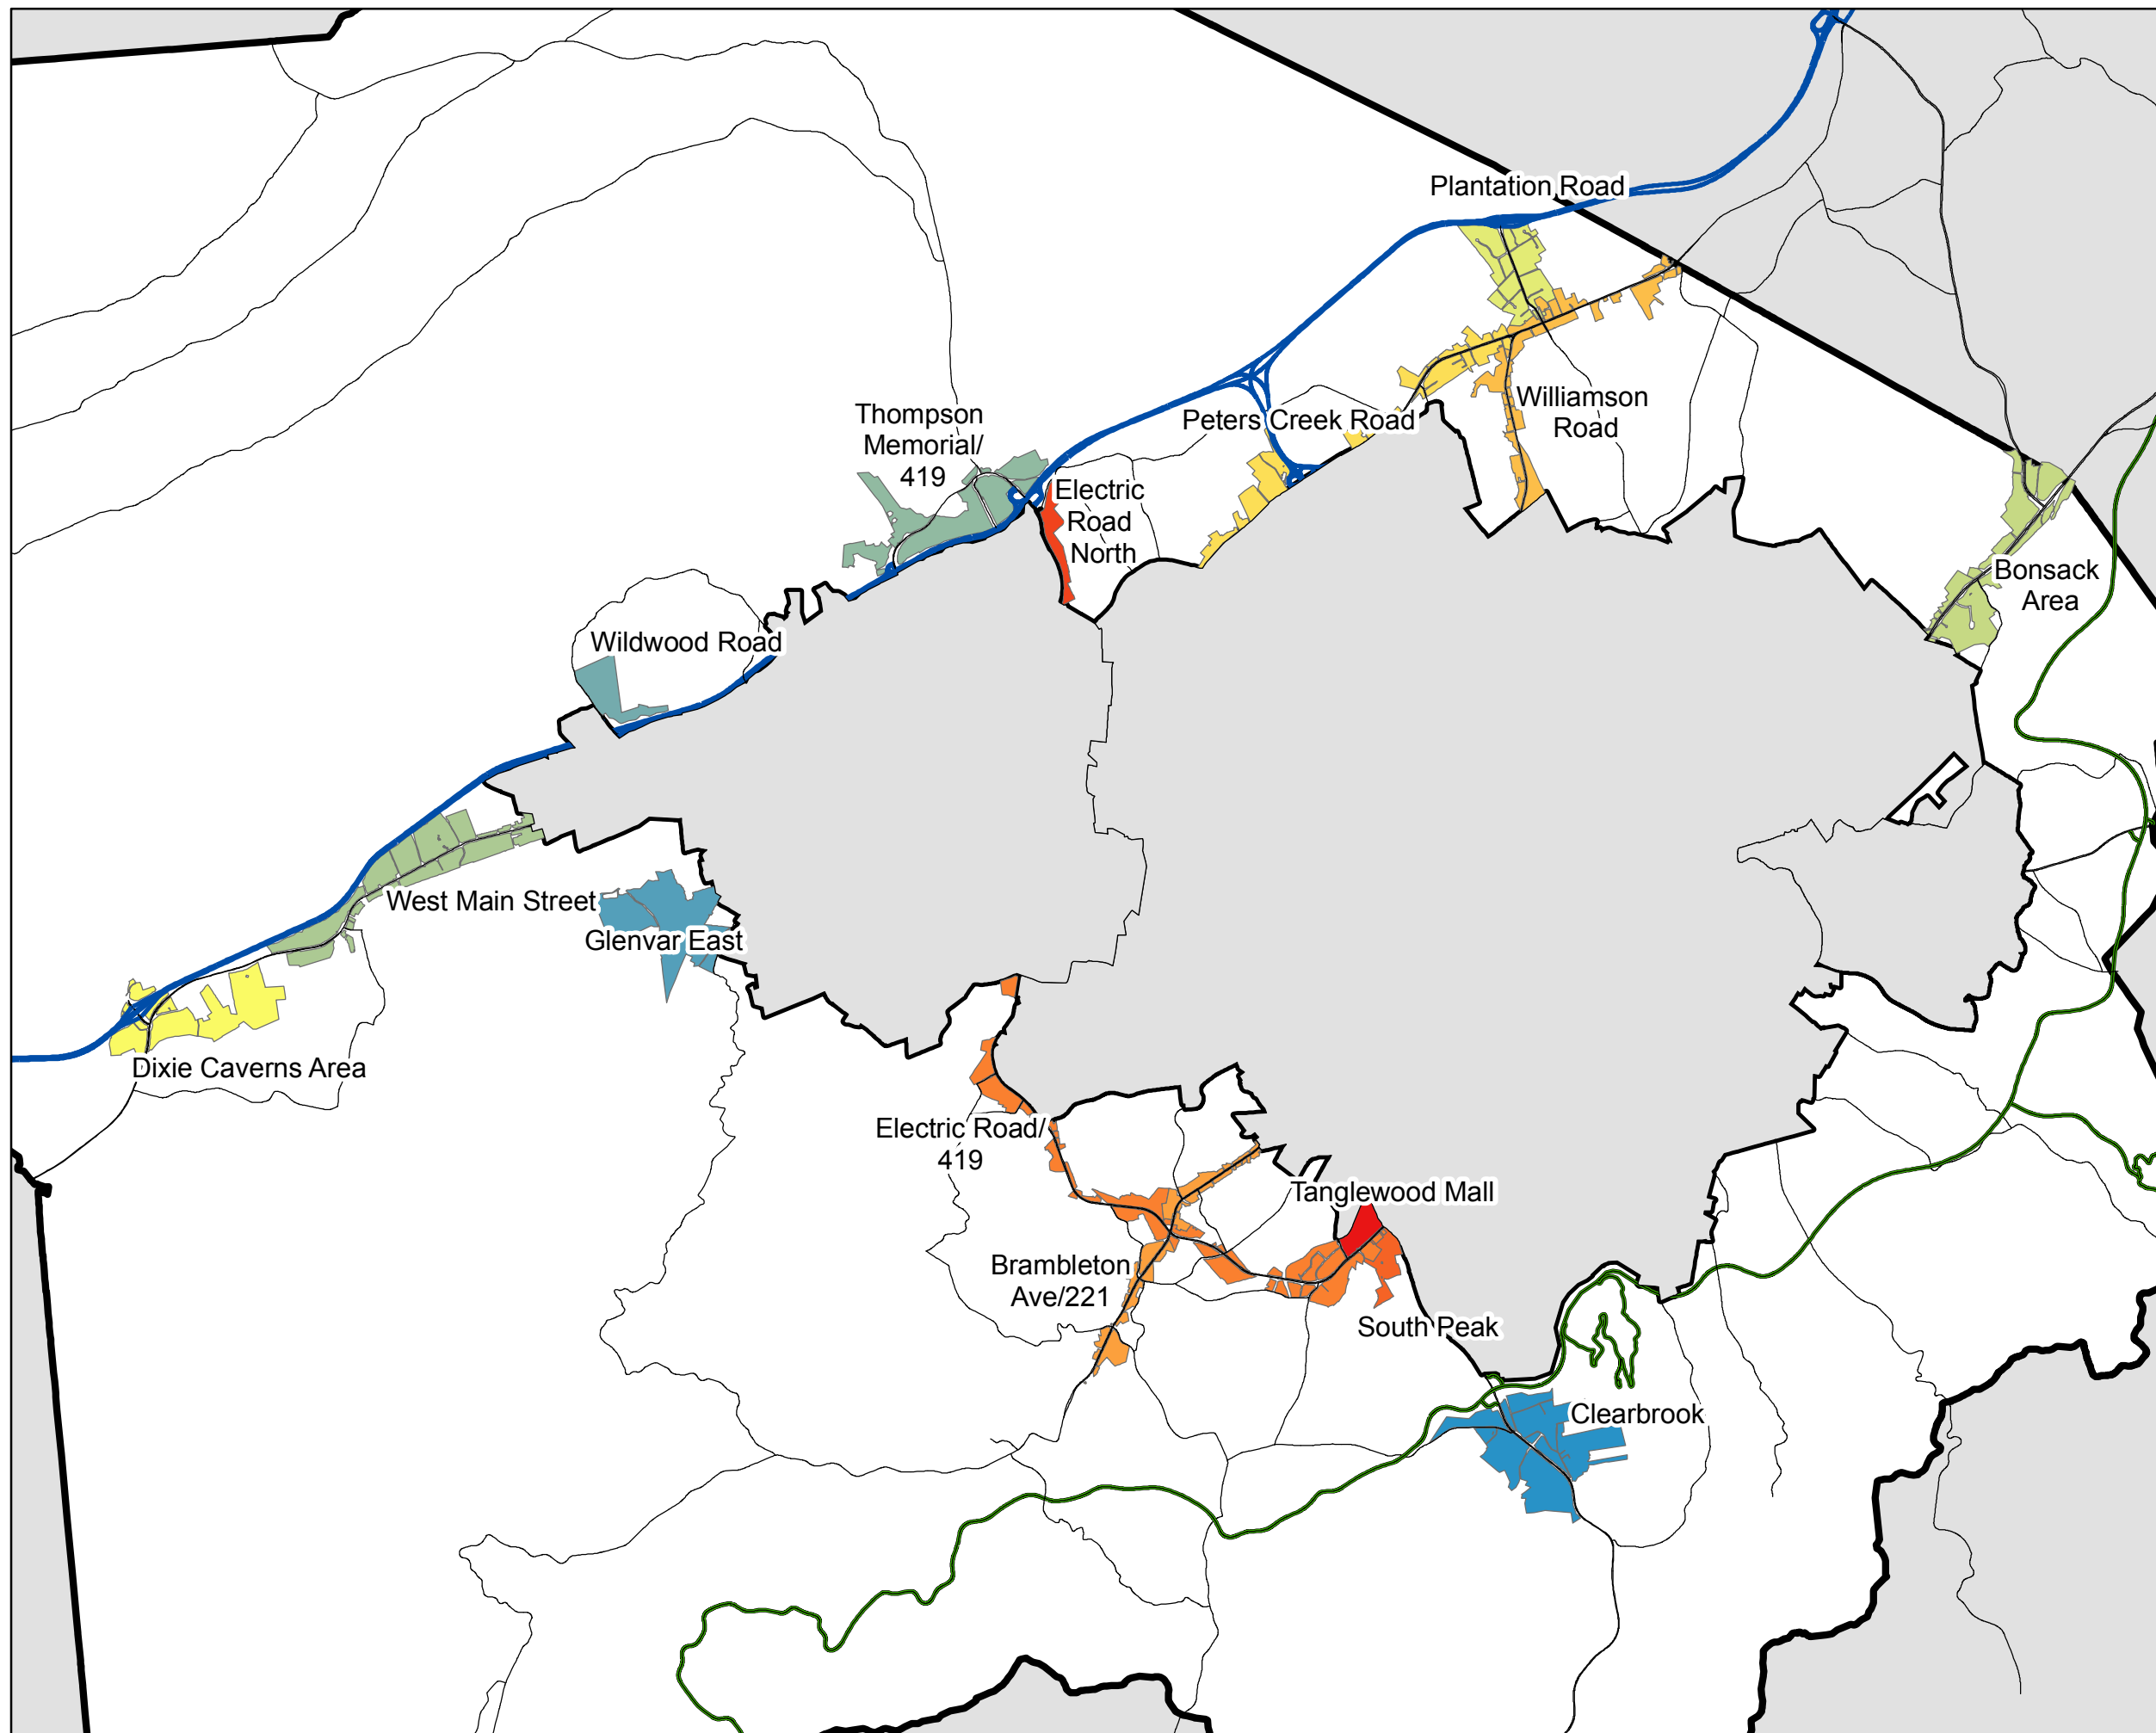 Plantation Road
Thompson
Memorial/
419
Peters Creek Road
Williamson
Road
Electric
Road
North
Bonsack
Area
Wildwood Road
West Main Street
Glenvar East
Dixie Caverns Area
Electric Road/
419
Tanglewood Mall
Brambleton
Ave/221
South Peak
Clearbrook